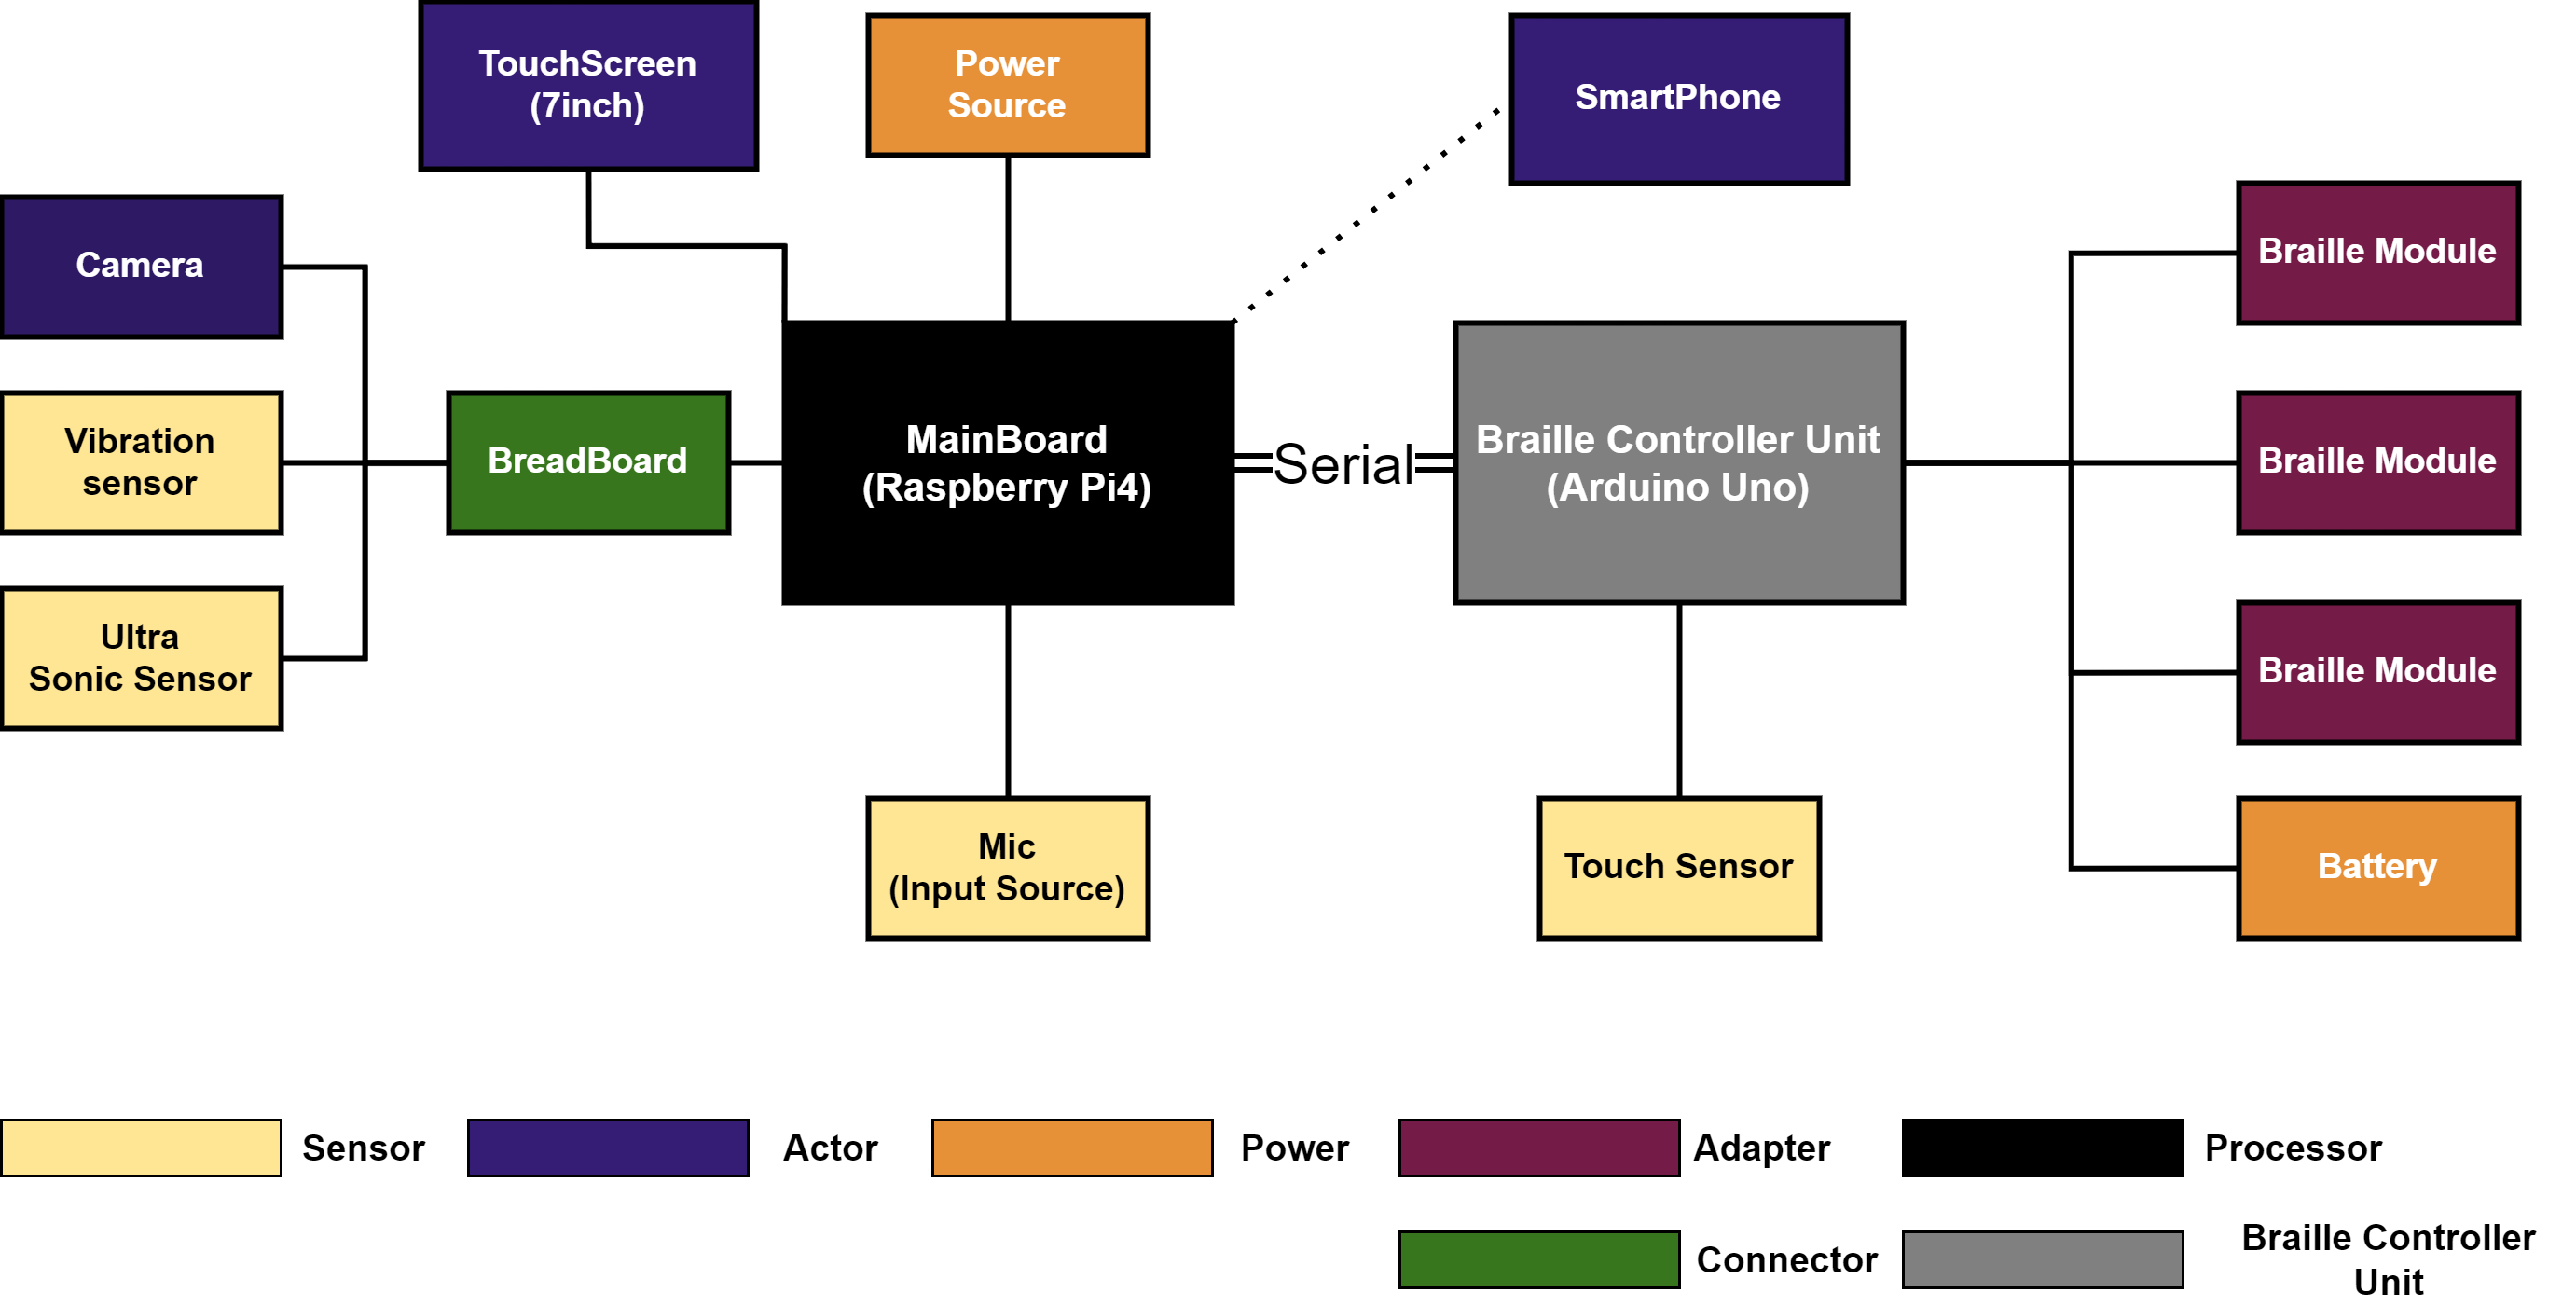 TouchScreen
(7inch)
Power
Source
SmartPhone
Camera
Braille Module
Vibration
sensor
BreadBoard
MainBoard
(Raspberry Pi4)
Serial
Braille Controller Unit
(Arduino Uno)
Braille Module
Ultra
Sonic Sensor
Braille Module
Mic
(Input Source)
Touch Sensor
Battery
Sensor
Actor
Power
Adapter
Processor
Connector
Braille Controller
Unit